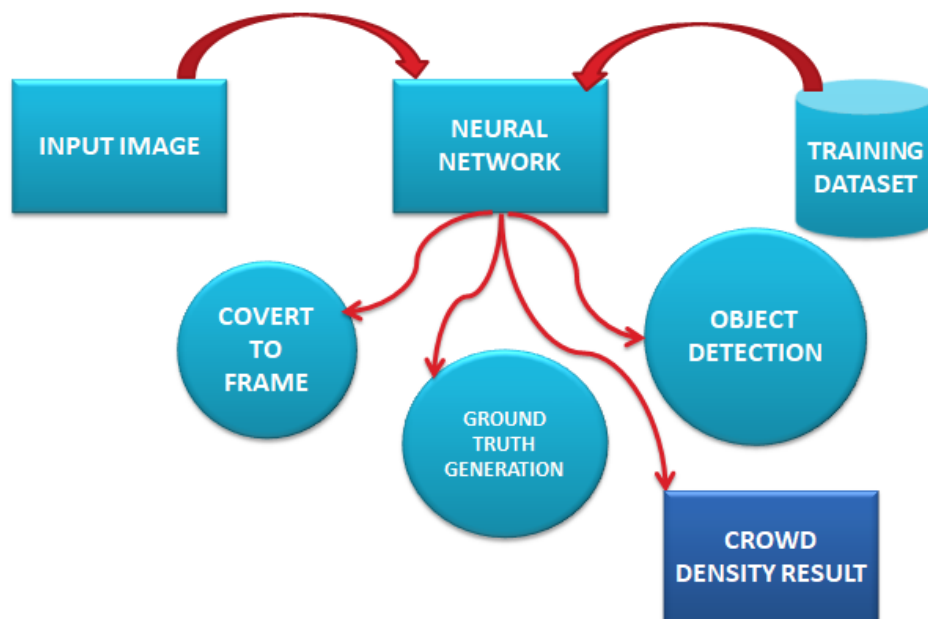 INPUT IMAGE
NEURAL
NETWORK
TRAINING
DATASET
COVERT
TO
FRAME
GROUND
TRUTH
GENERATION
OBJECT
DETECTION
CROWD
DENSITY RESULT